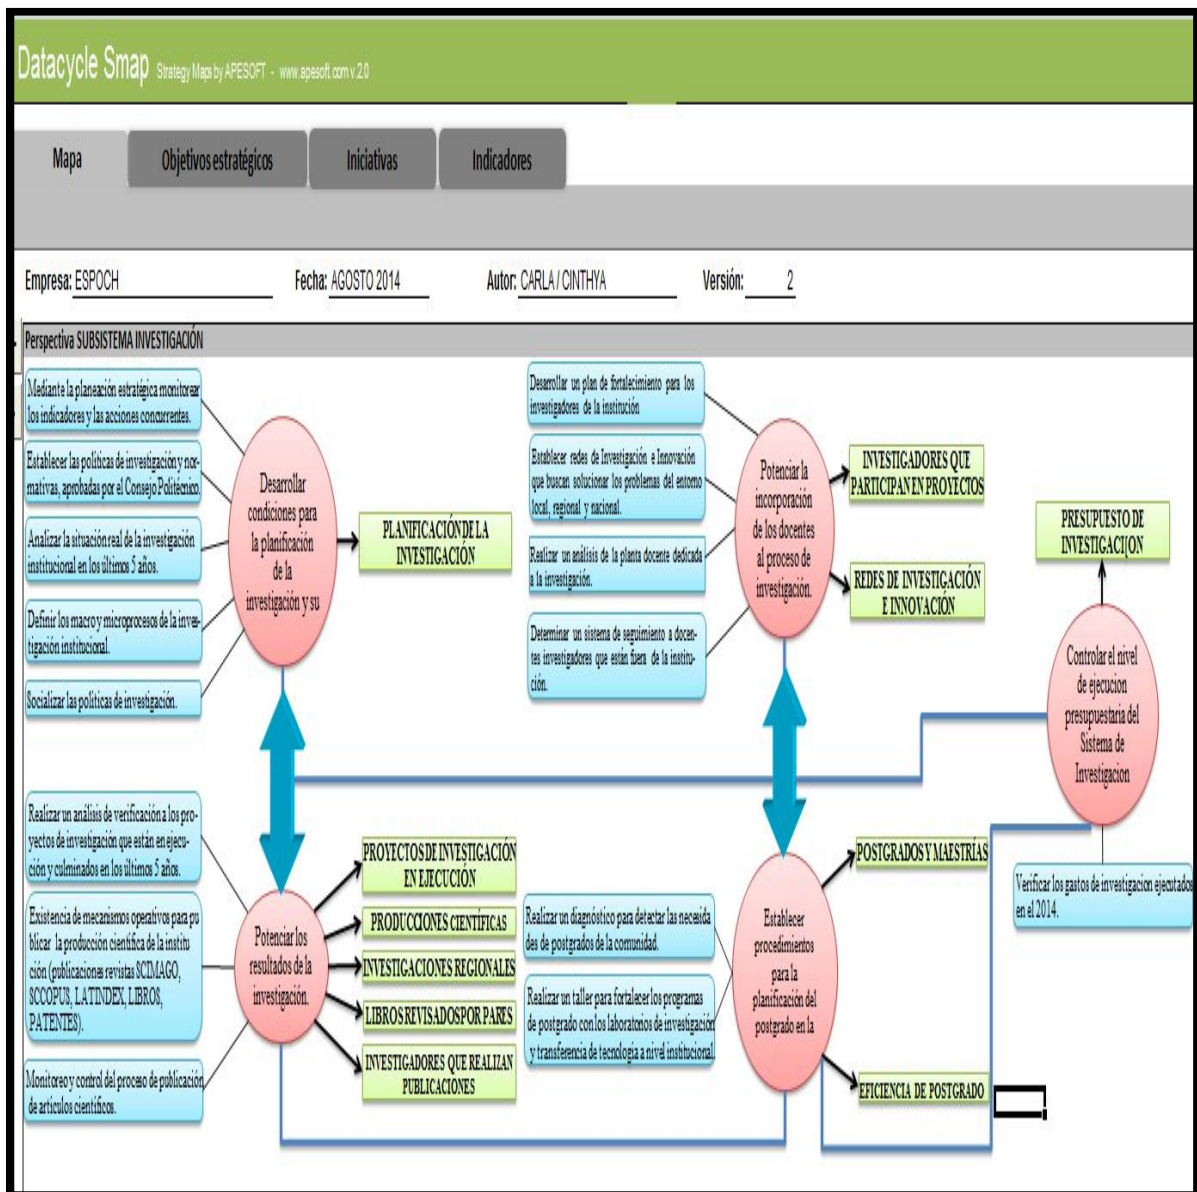 Datacycle Smap Strategy Maps by APESOFT - www.apesoft.com v.2.0
Mapa
Objetivos estratégicos
Iniciativas
Indicadores
Empresa: ESPOCH
Fecha: AGOSTO 2014
Autor: CARLA / CINTHYA
Versión: 2
Perspectiva SUBSISTEMA INVESTIGACIÓN
Mediante la planeación estratégica monitorear
los indicadores y las acciones concurrentes.
Establecer las políticas de investigación y nor-
mativas, aprobadas por el Consejo Politécnico.
Analizar la situación real de la investigación
institucional en los últimos 5 años.
Definir los macro y microprocesos de la inves-
tigación institucional.
Socializar las políticas de investigación.
Desarrollar
condiciones para
la planificación
de la
investigación y su
PLANIFICACIÓN DE LA
INVESTIGACIÓN
Desarrollar un plan de fortalecimiento para los
investigadores de la institución
Establecer redes de Investigación e Innovación
que buscan solucionar los problemas del entorno
local, regional y nacional.
Realizar un análisis de la planta docente dedicada
a la investigación.
Determinar un sistema de seguimiento a docen-
tes investigadores que están fuera de la institu-
ción.
Potenciar la
incorporación
de los docentes
al proceso de
investigación.
INVESTIGADORES QUE
PARTICIPAN EN PROYECTOS
REDES DE INVESTIGACIÓN
E INNOVACIÓN
PRESUPUESTO DE
INVESTIGACI{ON
Controlar el nivel
de ejecucion
presupuestaria del
Sistema de
Investigacion
Verificar los gastos de investigacion ejecutados
en el 2014.
Realizar un análisis de verificación a los pro-
yectos de investigación que están en ejecu-
ción y culminados en los últimos 5 años.
Existencia de mecanismos operativos para pu
blicar la producción científica de la institu
ción (publicaciones revistas SCIMAGO,
SCCOPUS, LATINDEX, LIBROS,
PATENTES).
Monitoreo y control del proceso de publicación
de artículos científicos.
Potenciar los
resultados de la
investigación.
PROYECTOS DE INVESTIGACIÓN
EN EJECUCIÓN
PRODUCCIONES CIENTÍFICAS
INVESTIGACIONES REGIONALES
LIBROS REVISADOS POR PARES
INVESTIGADORES QUE REALIZAN
PUBLICACIONES
Realizar un diagnóstico para detectar las necesida
des de postgrados de la comunidad.
Realizar un taller para fortalecer los programas
de postgrado con los laboratorios de investigación
y transferencia de tecnología a nivel institucional.
Establecer
procedimientos
para la
planificación del
postgrado en la
POSTGRADOS Y MAESTRÍAS
EFICIENCIA DE POSTGRADO